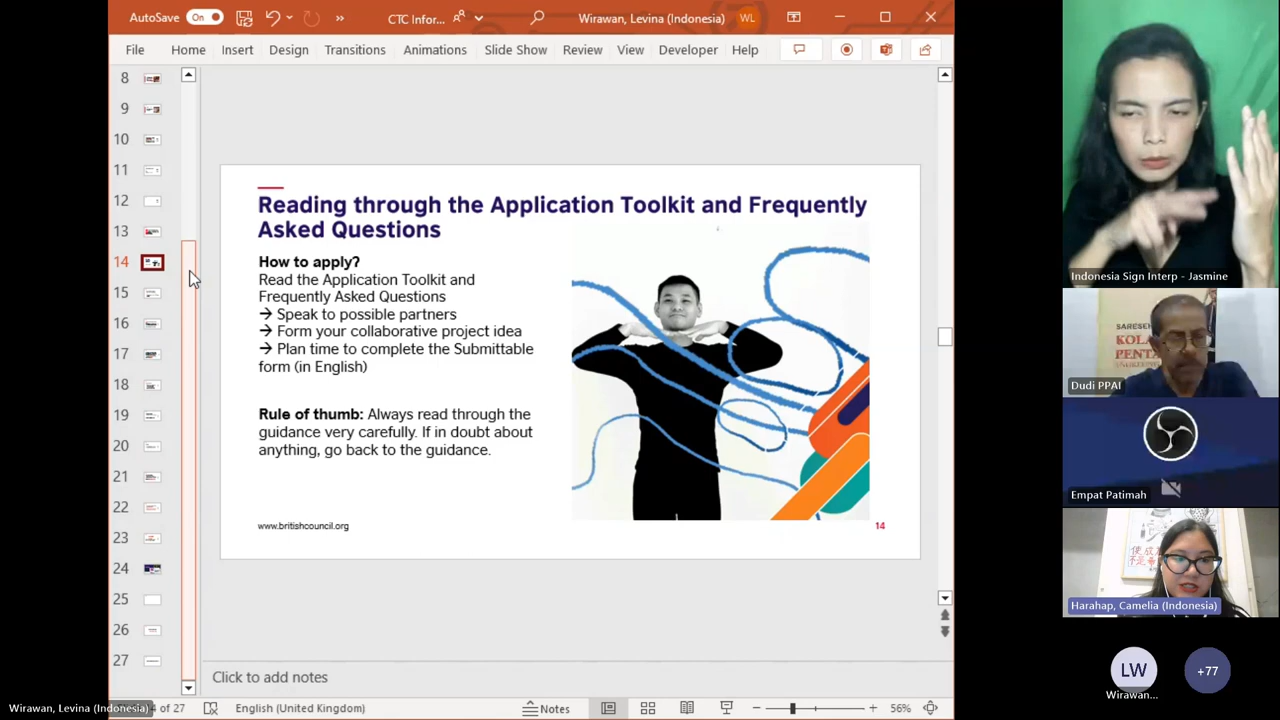 AutoSave On CTC Infor... Wirawan, Levina (Indonesia) WL
File Home Insert Design Transitions Animations Slide Show Review View Developer Help
8
9
10
11
12
13
14
15
16
17
18
19
20
21
22
23
24
25
26
27
Reading through the Application Toolkit and Frequently
Asked Questions
How to apply?
Read the Application Toolkit and
Frequently Asked Questions
→ Speak to possible partners
→ Form your collaborative project idea
→ Plan time to complete the Submittable
form (in English)
Rule of thumb: Always read through the
guidance very carefully. If in doubt about
anything, go back to the guidance.
www.britishcouncil.org
14
Click to add notes
Wirawan, Levina (Indonesia)
4 of 27 English (United Kingdom) Notes 56%
Indonesia Sign Interp - Jasmine
SARESE
KOLA
PENTA
Dudi PPAI
Empat Patimah
Harahap, Camelia (Indonesia)
LW
Wirawan...
+77